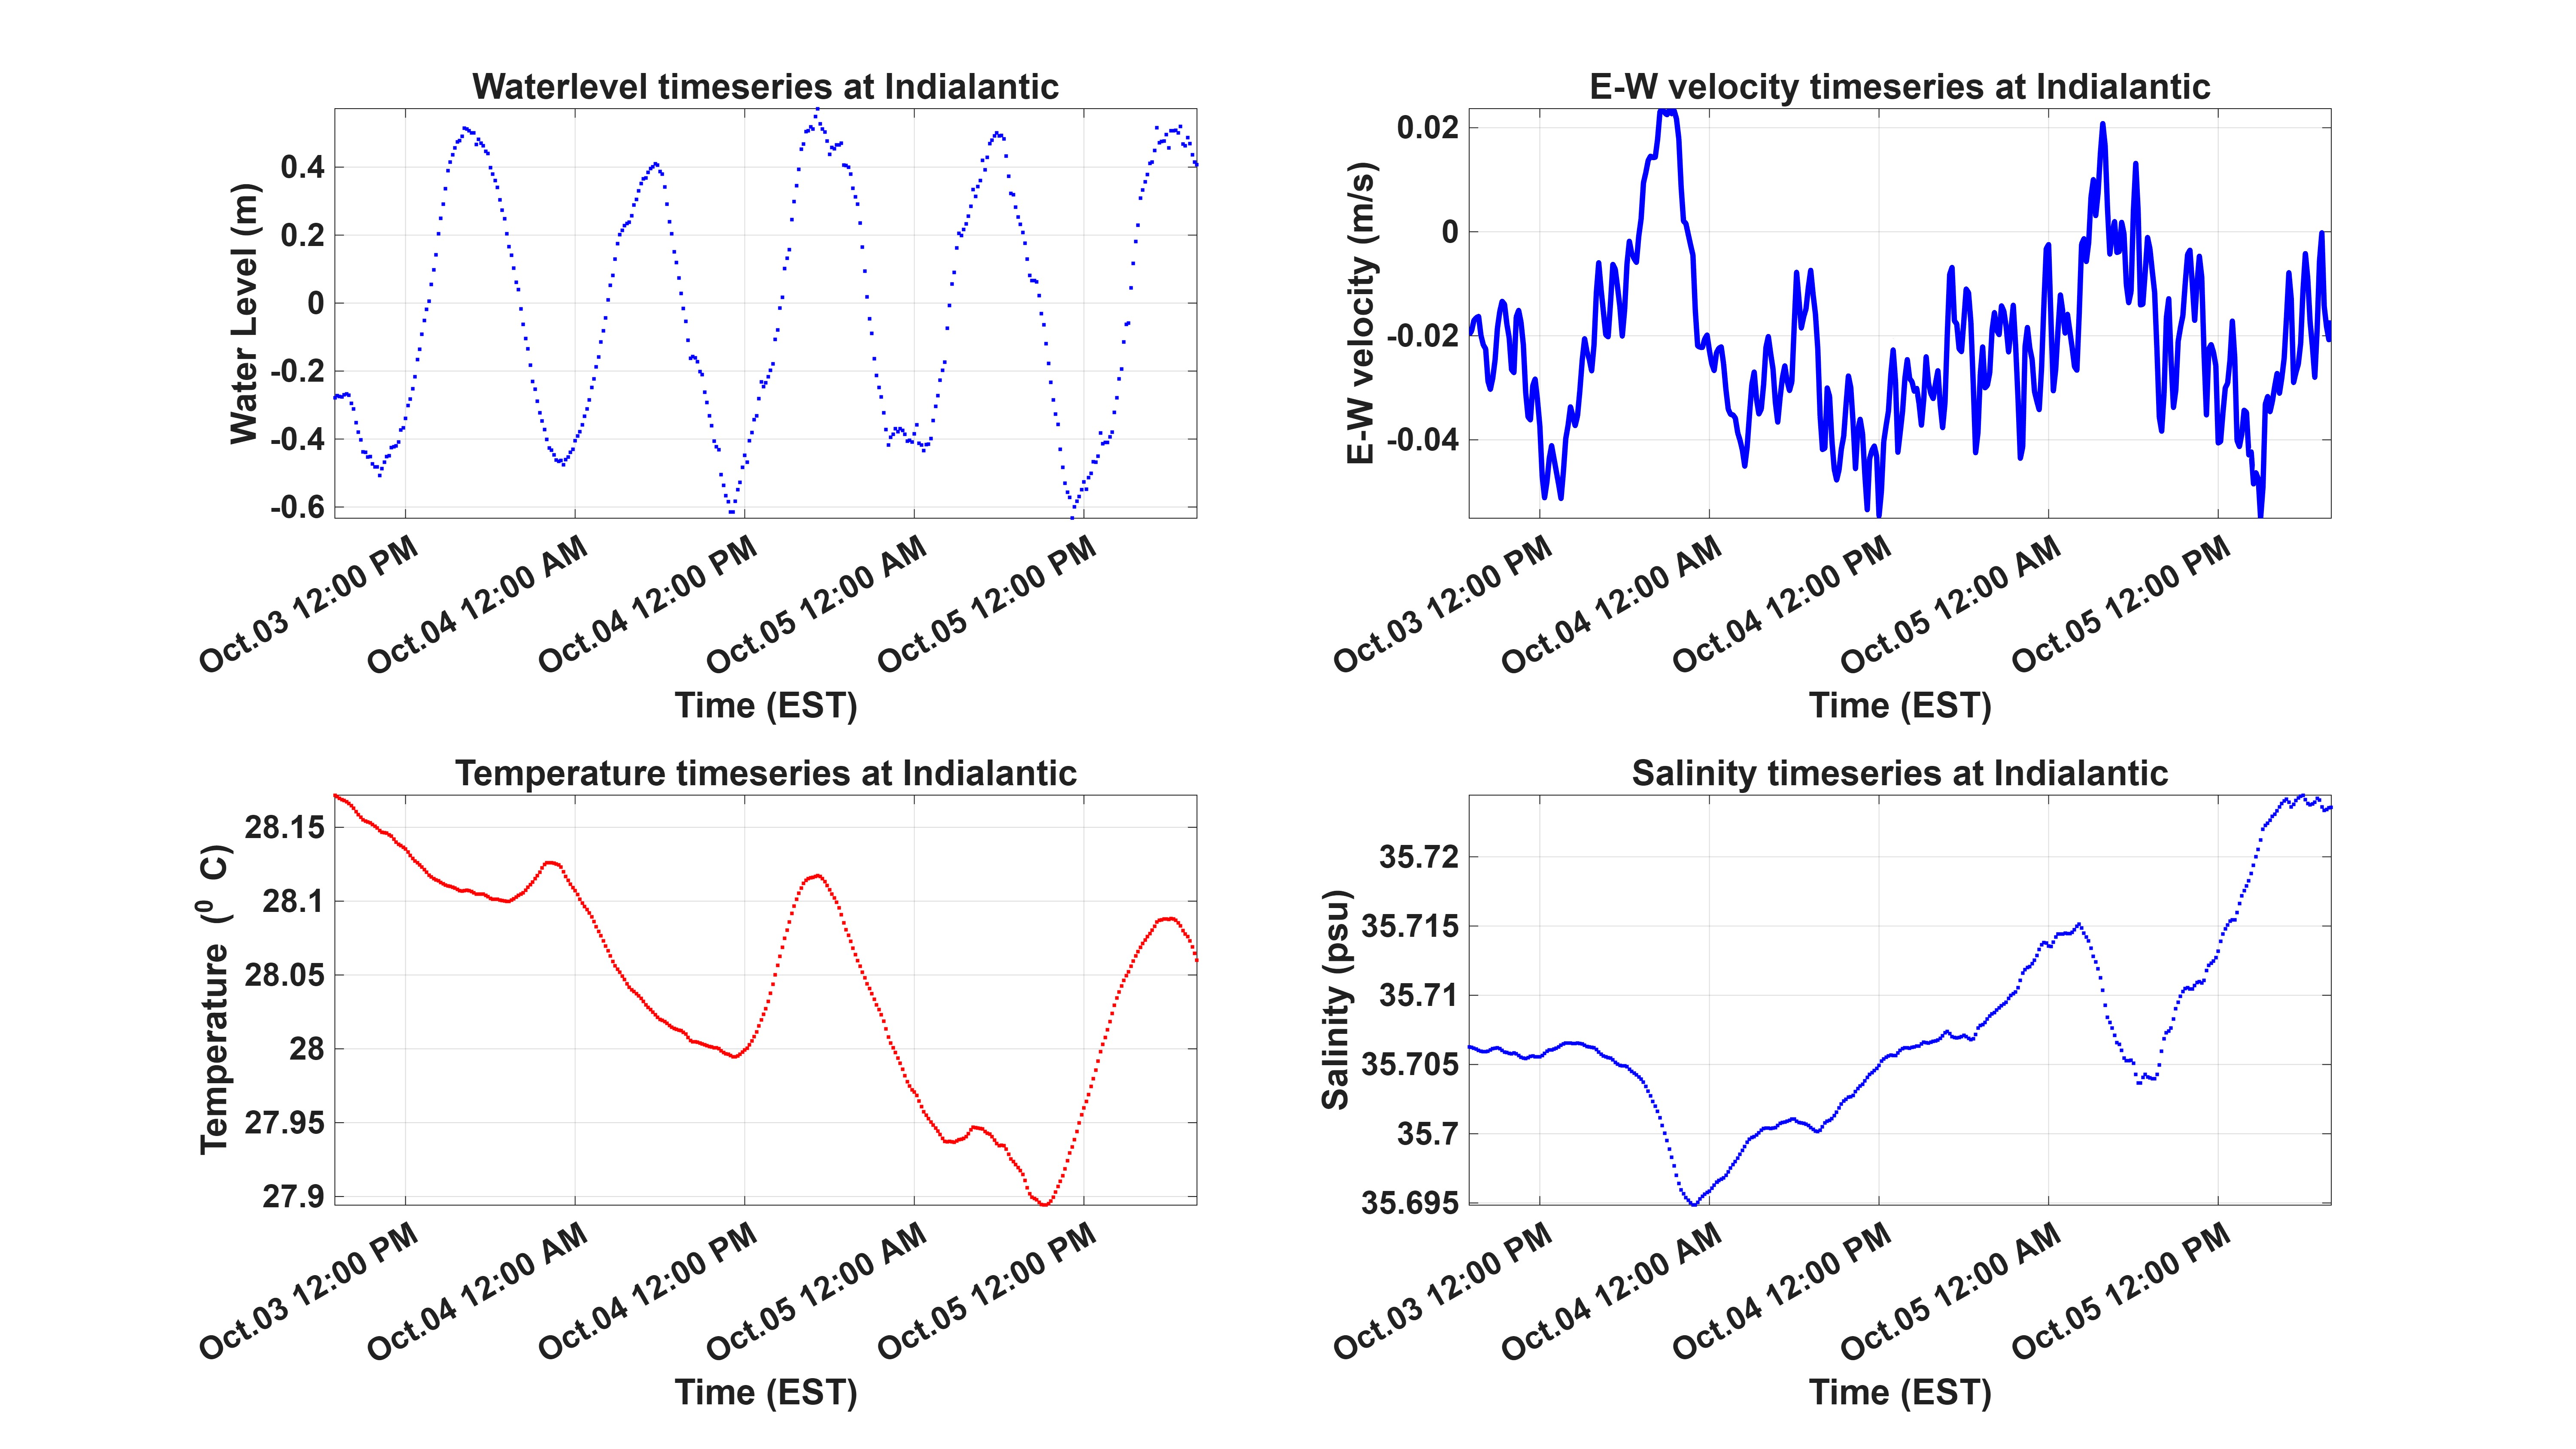 Waterlevel timeseries at Indialantic
Water Level (m)
0.4
0.2
0
-0.2
-0.4
-0.6
Oct.03 12:00 PM
Oct.04 12:00 AM
Oct.04 12:00 PM
Oct.05 12:00 AM
Oct.05 12:00 PM
Time (EST)
E-W velocity timeseries at Indialantic
E-W velocity (m/s)
0.02
0
-0.02
-0.04
Oct.03 12:00 PM
Oct.04 12:00 AM
Oct.04 12:00 PM
Oct.05 12:00 AM
Oct.05 12:00 PM
Time (EST)
Temperature timeseries at Indialantic
Temperature (⁰ C)
28.15
28.1
28.05
28
27.95
27.9
Oct.03 12:00 PM
Oct.04 12:00 AM
Oct.04 12:00 PM
Oct.05 12:00 AM
Oct.05 12:00 PM
Time (EST)
Salinity timeseries at Indialantic
Salinity (psu)
35.72
35.715
35.71
35.705
35.7
35.695
Oct.03 12:00 PM
Oct.04 12:00 AM
Oct.04 12:00 PM
Oct.05 12:00 AM
Oct.05 12:00 PM
Time (EST)